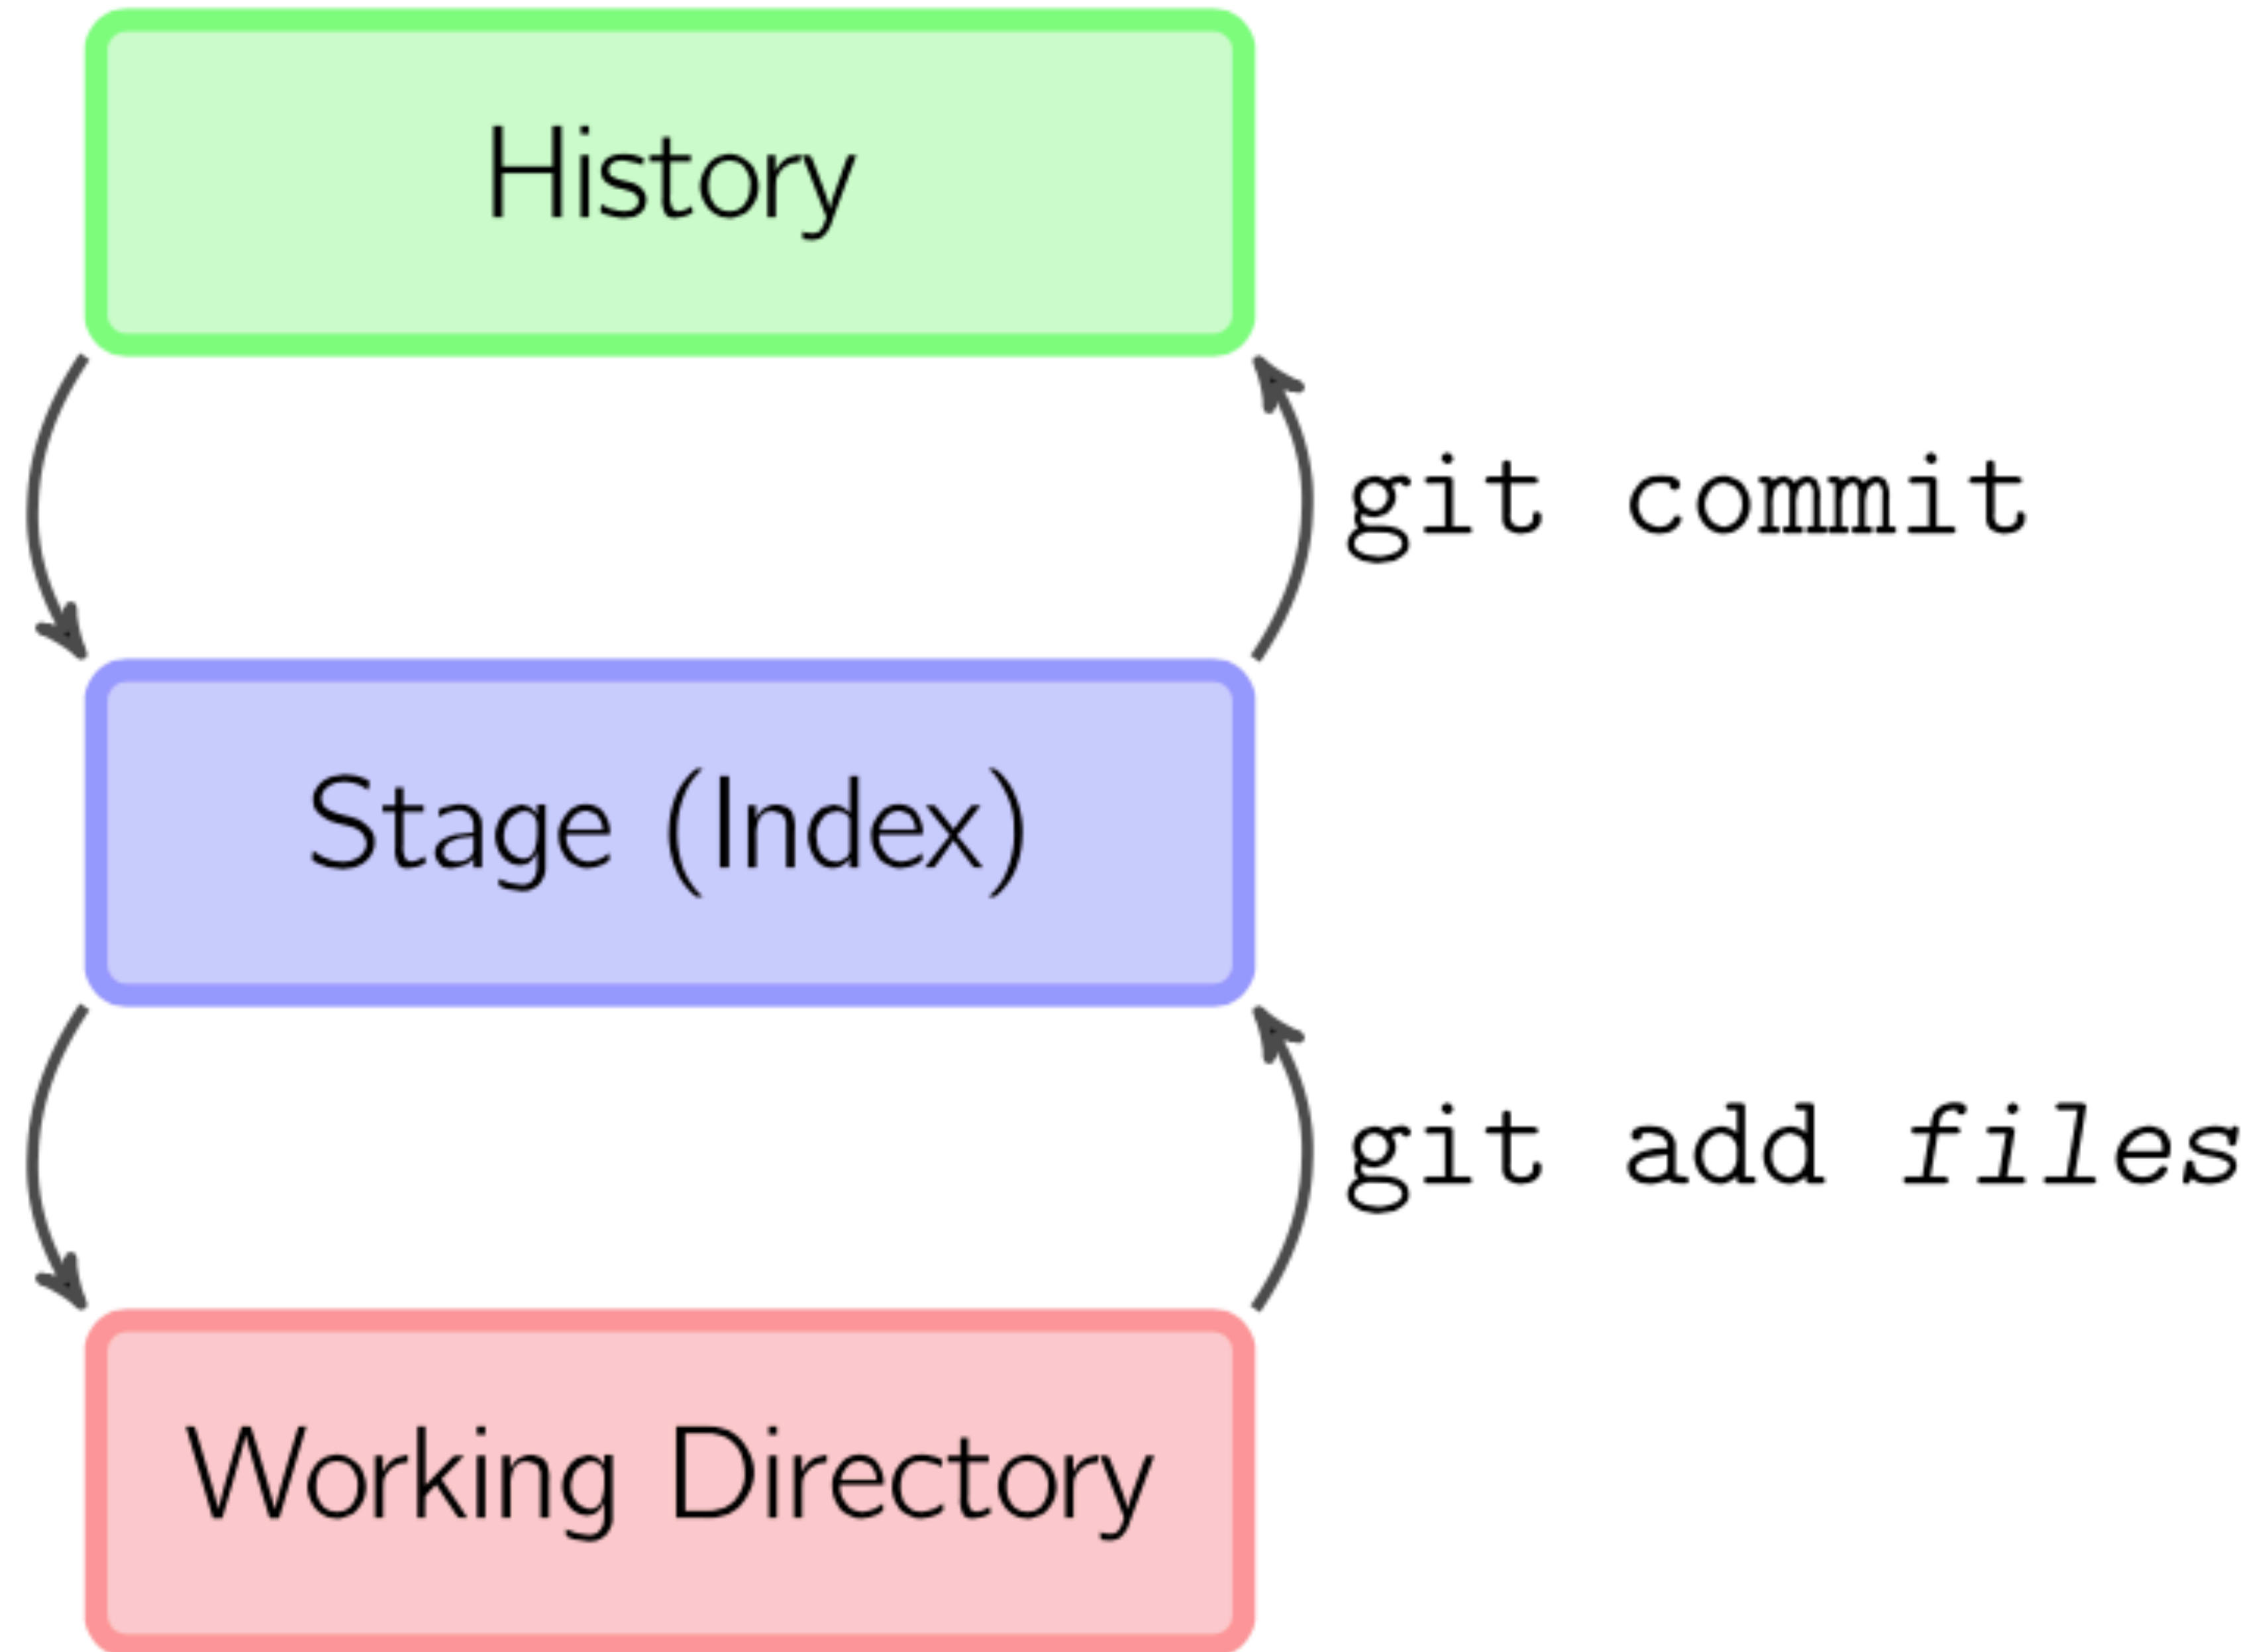 History
git commit
Stage (Index)
git add files
Working Directory